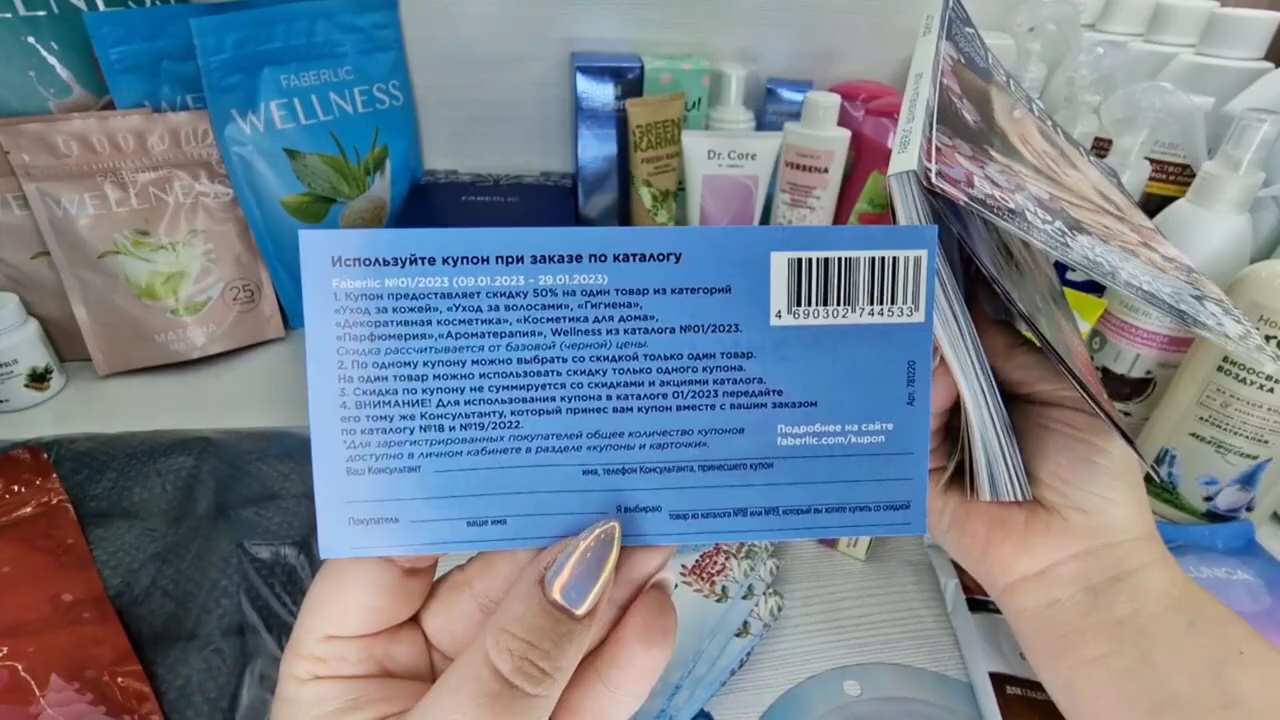 FABERLIC
WELLNESS
FABERLIC
WELLNESS
25
MATCHA
FABERLIC
GREEN
KARMA
Dr. Core
VERBENA
FABERLIC
Используйте купон при заказе по каталогу
Faberlic №01/2023 (09.01.2023 - 29.01.2023)
1. Купон предоставляет скидку 50% на один товар из категорий
«Уход за кожей», «Уход за волосами», «Гигиена»,
«Декоративная косметика», «Косметика для дома»,
«Парфюмерия»,«Ароматерапия», Wellness из каталога №01/2023.
Скидка рассчитывается от базовой (черной) цены.
2. По одному купону можно выбрать со скидкой только один товар.
На один товар можно использовать скидку только одного купона.
3. Скидка по купону не суммируется со скидками и акциями каталога.
4. ВНИМАНИЕ! Для использования купона в каталоге 01/2023 передайте
его тому же Консультанту, который принес вам купон вместе с вашим заказом
по каталогу №18 и №19/2022.
*Для зарегистрированных покупателей общее количество купонов
доступно в личном кабинете в разделе «купоны и карточки».
4 690302 744533
Арт. 781220
Подробнее на сайте
faberlic.com/kupon
Ваш Консультант
имя, телефон Консультанта, принесшего купон
Покупатель
ваше имя
Я выбираю
товар из каталога №18 или №19, который вы хотите купить со скидкой
БИООСВ
ВОЗДУХА
АКВАТИЧЕСКИЙ
UNICA